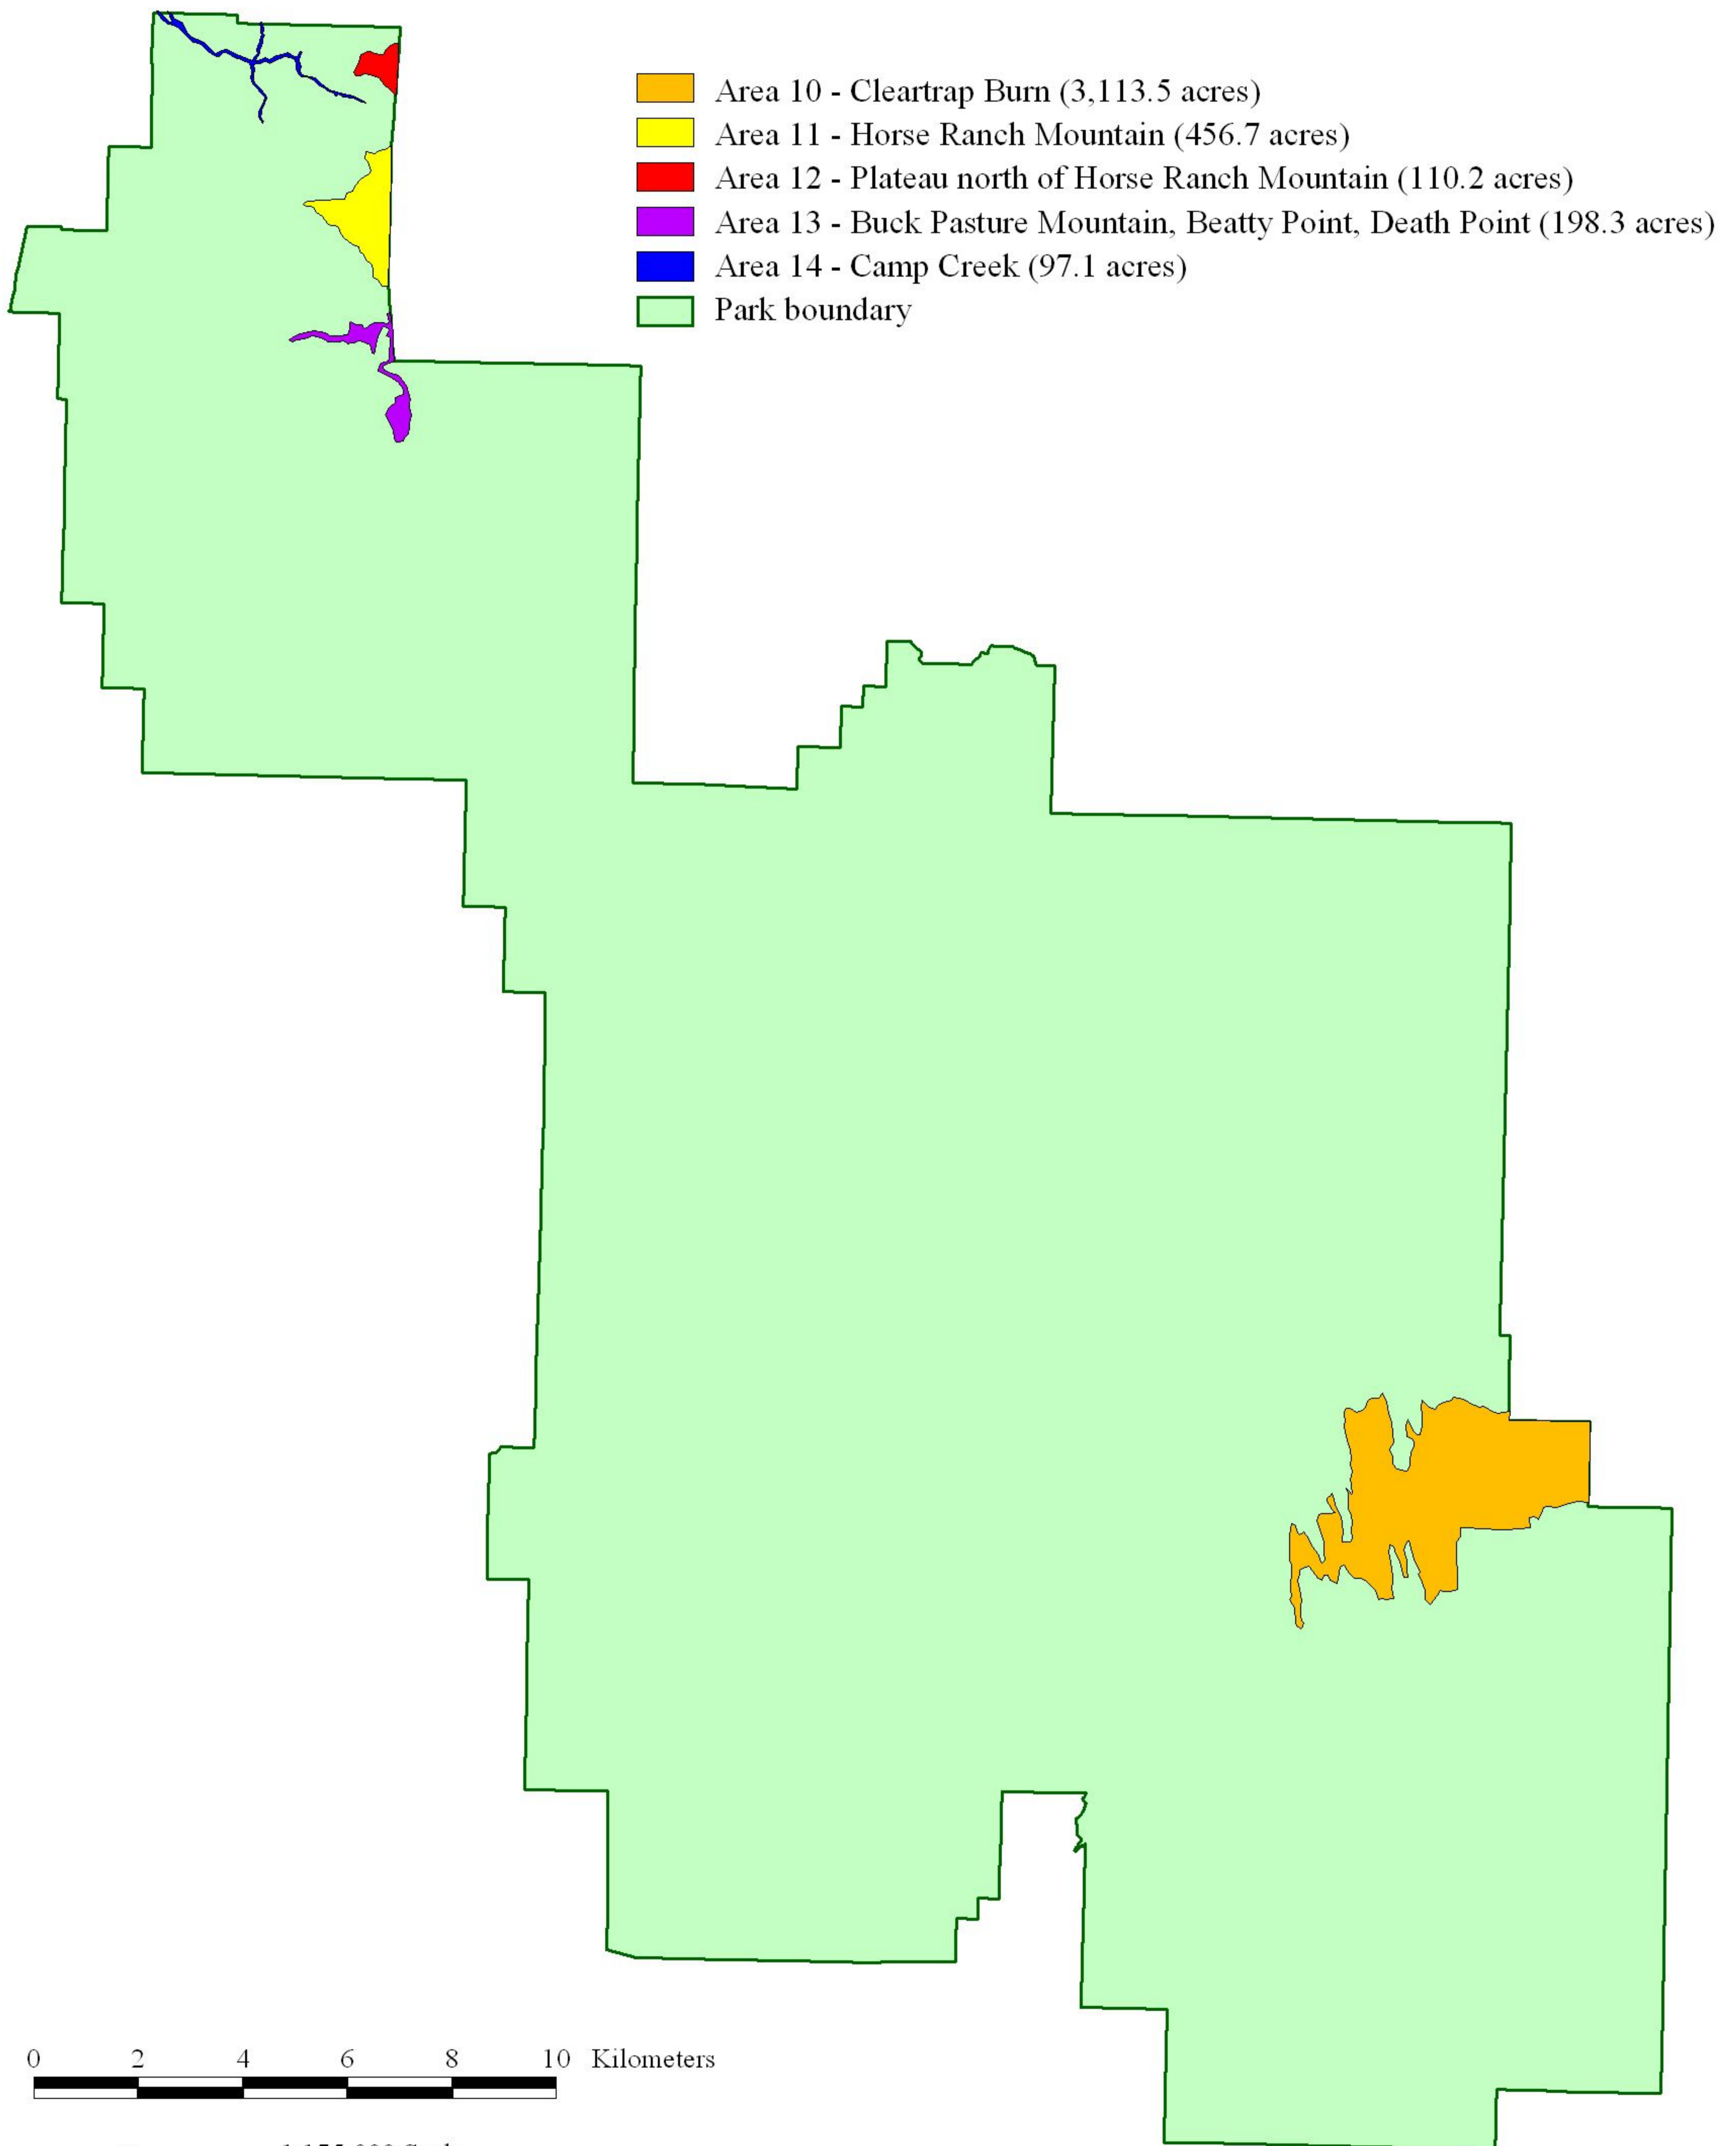 Area 10 - Cleartrap Burn (3,113.5 acres)
Area 11 - Horse Ranch Mountain (456.7 acres)
Area 12 - Plateau north of Horse Ranch Mountain (110.2 acres)
Area 13 - Buck Pasture Mountain, Beatty Point, Death Point (198.3 acres)
Area 14 - Camp Creek (97.1 acres)
Park boundary
0 2 4 6 8 10 Kilometers